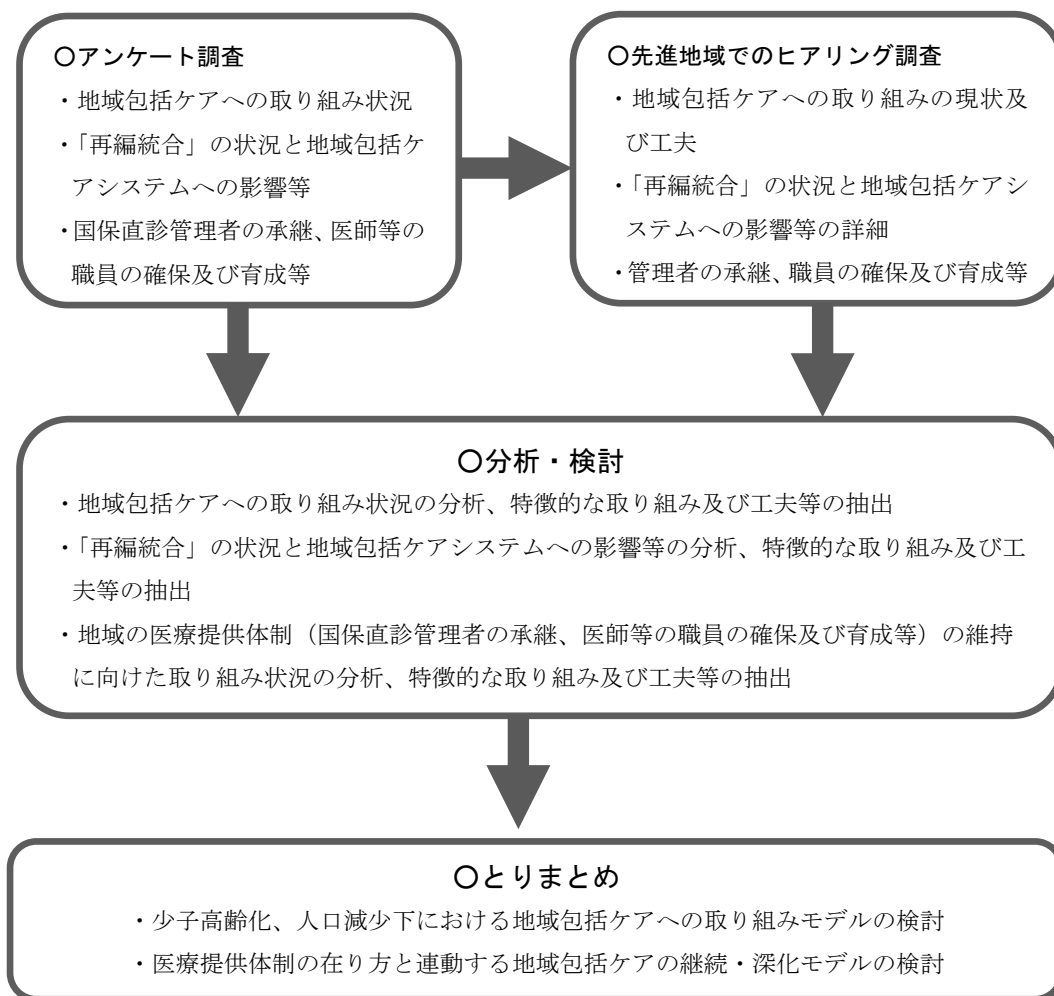 〇アンケート調査
・地域包括ケアへの取り組み状況
・「再編統合」の状況と地域包括ケ
アシステムへの影響等
・国保直診管理者の承継、医師等の
職員の確保及び育成等
〇先進地域でのヒアリング調査
・地域包括ケアへの取り組みの現状及
び工夫
・「再編統合」の状況と地域包括ケアシ
ステムへの影響等の詳細
・管理者の承継、職員の確保及び育成等
〇分析・検討
・地域包括ケアへの取り組み状況の分析、特徴的な取り組み及び工夫等の抽出
・「再編統合」の状況と地域包括ケアシステムへの影響等の分析、特徴的な取り組み及び工
夫等の抽出
・地域の医療提供体制（国保直診管理者の承継、医師等の職員の確保及び育成等）の維持
に向けた取り組み状況の分析、特徴的な取り組み及び工夫等の抽出
〇とりまとめ
・少子高齢化、人口減少下における地域包括ケアへの取り組みモデルの検討
・医療提供体制の在り方と連動する地域包括ケアの継続・深化モデルの検討